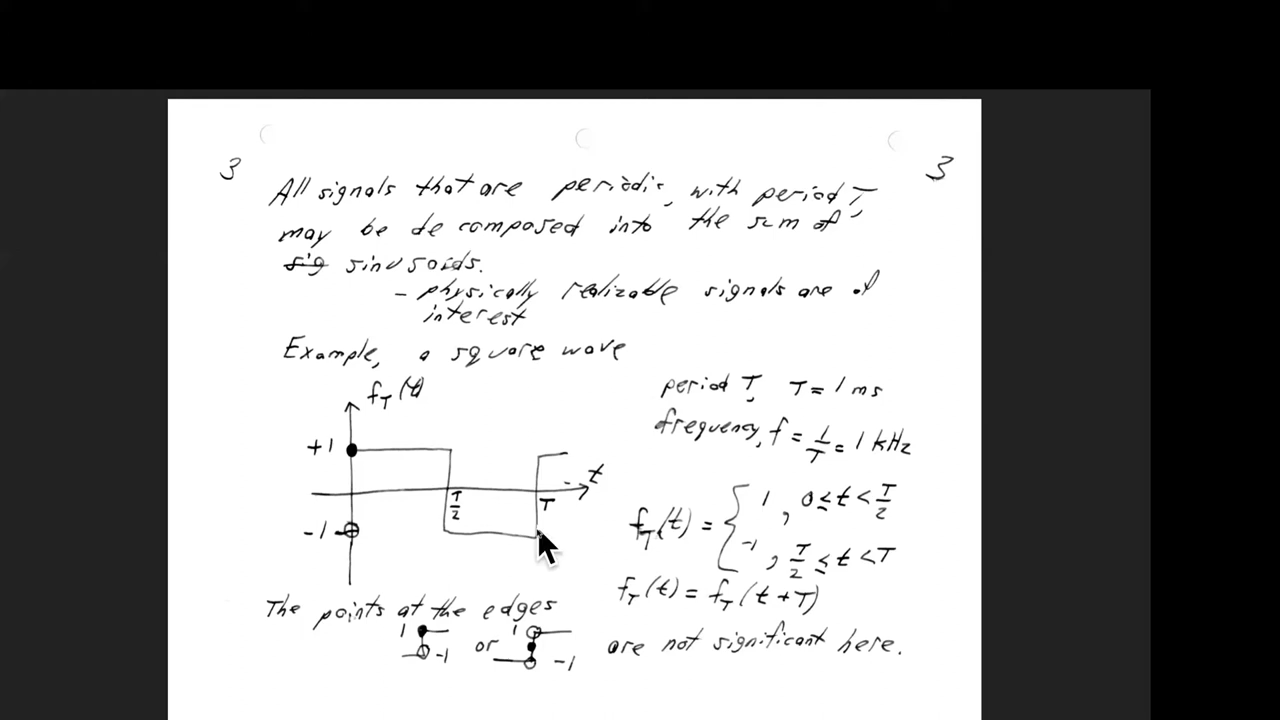 3 3
All signals that are periodic, with period T,
may be de composed into the sum of
sig sinusoids.
- physically realizable signals are of
interest
Example, a square wave
f_T(t)
period T, T = 1 ms
frequency, f = 1/T = 1 kHz
+1
t
T/2
T
-1
f_T(t) = { 1, 0 ≤ t < T/2
-1, T/2 ≤ t < T
f_T(t) = f_T(t+T)
The points at the edges
1 -1 or 1 -1 are not significant here.